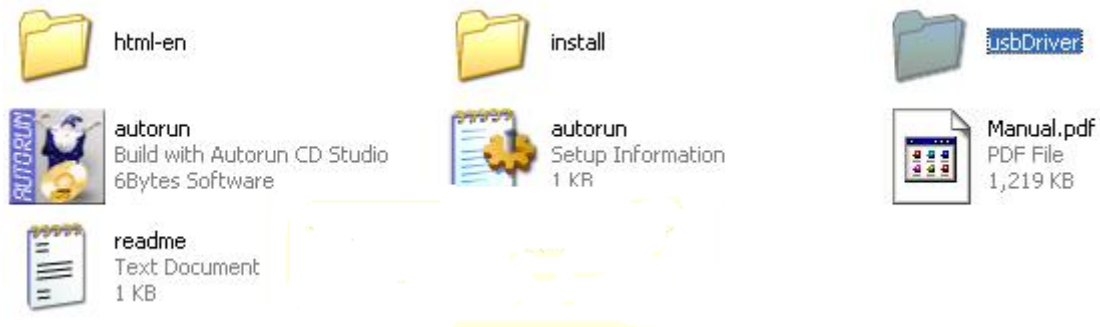 html-en
install
usbDriver
autorun
Build with Autorun CD Studio
6Bytes Software
AUTORUN
autorun
Setup Information
1 KB
Manual.pdf
PDF File
1,219 KB
readme
Text Document
1 KB